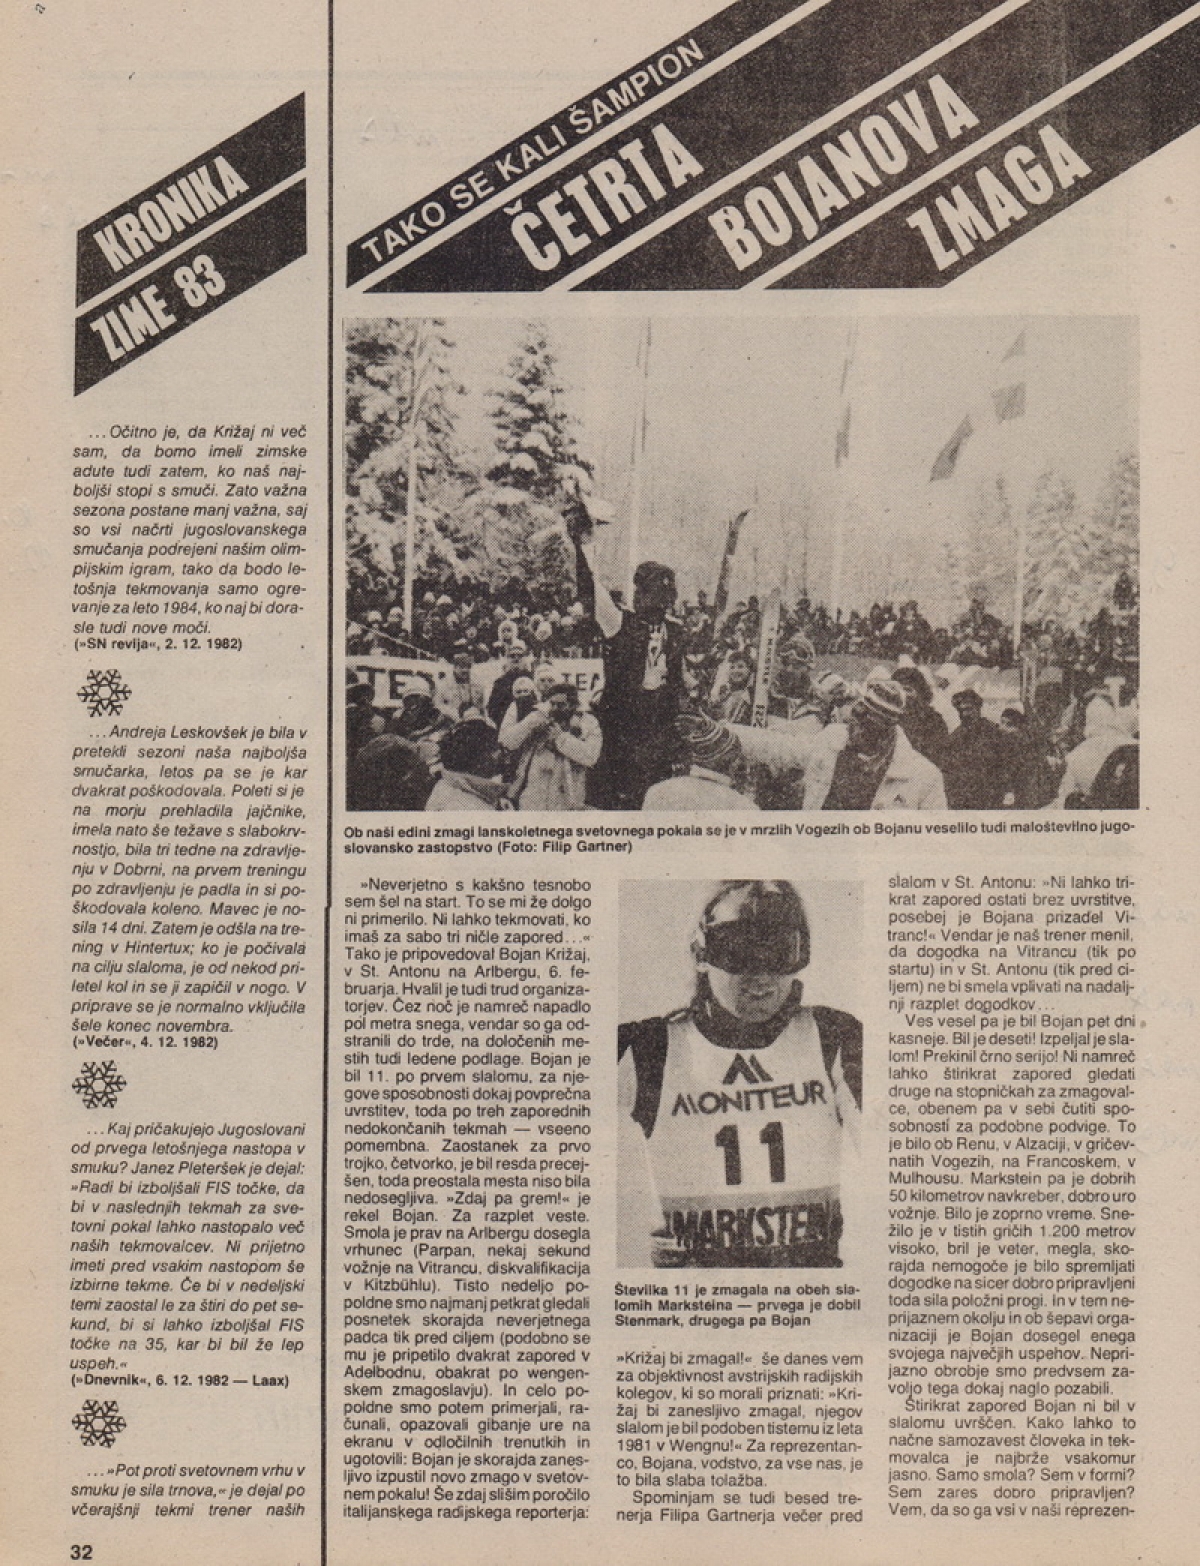 KRONIKA
ZIME 83
...Očitno je, da Križaj ni več
sam, da bomo imeli zimske
adute tudi zatem, ko naš naj-
boljši stopi s smuči. Zato važna
sezona postane manj važna, saj
so vsi načrti jugoslovanskega
smučanja podrejeni našim olim-
pijskim igram, tako da bodo le-
tošnja tekmovanja samo ogre-
vanje za leto 1984, ko naj bi dora-
sle tudi nove moči.
(»SN revija«, 2. 12. 1982)
...Andreja Leskovšek je bila v
pretekli sezoni naša najboljša
smučarka, letos pa se je kar
dvakrat poškodovala. Poleti si je
na morju prehladila jajčnike,
imela nato še težave s slabokrv-
nostjo, bila tri tedne na zdravlje-
nju v Dobrni, na prvem treningu
po zdravljenju je padla in si po-
škodovala koleno. Mavec je no-
sila 14 dni. Zatem je odšla na tre-
ning v Hintertux; ko je počivala
na cilju slaloma, je od nekod pri-
letel kol in se ji zapičil v nogo. V
priprave se je normalno vključila
šele konec novembra.
(»Večer«, 4. 12. 1982)
...Kaj pričakujejo Jugoslovani
od prvega letošnjega nastopa v
smuku? Janez Pleteršek je dejal:
»Radi bi izboljšali FIS točke, da
bi v naslednjih tekmah za sve-
tovni pokal lahko nastopalo več
naših tekmovalcev. Ni prijetno
imeti pred vsakim nastopom še
izbirne tekme. Če bi v nedeljski
temi zaostal le za štiri do pet se-
kund, bi si lahko izboljšal FIS
točke na 35, kar bi bil že lep
uspeh.«
(»Dnevnik«, 6. 12. 1982 — Laax)
...»Pot proti svetovnem vrhu v
smuku je sila trnova,« je dejal po
včerajšnji tekmi trener naših
32
TAKO SE KALI ŠAMPION
ČETRTA
BOJANOVA
ZMAGA
TEN
TEN
Ob naši edini zmagi lanskoletnega svetovnega pokala se je v mrzlih Vogezih ob Bojanu veselilo tudi maloštevilno jugo-
slovansko zastopstvo (Foto: Filip Gartner)
»Neverjetno s kakšno tesnobo
sem šel na start. To se mi že dolgo
ni primerilo. Ni lahko tekmovati, ko
imaš za sabo tri ničle zapored...«
Tako je pripovedoval Bojan Križaj,
v St. Antonu na Arlbergu, 6. fe-
bruarja. Hvalil je tudi trud organiza-
torjev. Čez noč je namreč napadlo
pol metra snega, vendar so ga od-
stranili do trde, na določenih me-
stih tudi ledene podlage. Bojan je
bil 11. po prvem slalomu, za nje-
gove sposobnosti dokaj povprečna
uvrstitev, toda po treh zaporednih
nedokončanih tekmah — vseeno
pomembna. Zaostanek za prvo
trojko, četvorko, je bil resda precej-
šen, toda preostala mesta niso bila
nedosegljiva. »Zdaj pa grem!« je
rekel Bojan. Za razplet veste.
Smola je prav na Arlbergu dosegla
vrhunec (Parpan, nekaj sekund
vožnje na Vitrancu, diskvalifikacija
v Kitzbühlu). Tisto nedeljo po-
poldne smo najmanj petkrat gledali
posnetek skorajda neverjetnega
padca tik pred ciljem (podobno se
mu je pripetilo dvakrat zapored v
Adelbodnu, obakrat po wengen-
skem zmagoslavju). In celo po-
poldne smo potem primerjali, ra-
čunali, opazovali gibanje ure na
ekranu v odločilnih trenutkih in
ugotovili: Bojan je skorajda zanes-
ljivo izpustil novo zmago v svetov-
nem pokalu! Še zdaj slišim poročilo
italijanskega radijskega reporterja:
MONITEUR
11
MARKSTEIN
Številka 11 je zmagala na obeh sla-
lomih Marksteina — prvega je dobil
Stenmark, drugega pa Bojan
»Križaj bi zmagal!« še danes vem
za objektivnost avstrijskih radijskih
kolegov, ki so morali priznati: »Kri-
žaj bi zanesljivo zmagal, njegov
slalom je bil podoben tistemu iz leta
1981 v Wengnu!« Za reprezentan-
co, Bojana, vodstvo, za vse nas, je
to bila slaba tolažba.
Spominjam se tudi besed tre-
nerja Filipa Gartnerja večer pred
slalom v St. Antonu: »Ni lahko tri-
krat zapored ostati brez uvrstitve,
posebej je Bojana prizadel Vi-
tranc!« Vendar je naš trener menil,
da dogodka na Vitrancu (tik po
startu) in v St. Antonu (tik pred ci-
ljem) ne bi smela vplivati na nadalj-
nji razplet dogodkov...
Ves vesel pa je bil Bojan pet dni
kasneje. Bil je deseti! Izpeljal je sla-
lom! Prekinil črno serijo! Ni namreč
lahko štirikrat zapored gledati
druge na stopničkah za zmagoval-
ce, obenem pa v sebi čutiti spo-
sobnosti za podobne podvige. To
je bilo ob Renu, v Alzaciji, v gričev-
natih Vogezih, na Francoskem, v
Mulhousu. Markstein pa je dobrih
50 kilometrov navkreber, dobro uro
vožnje. Bilo je zoprno vreme. Sne-
žilo je v tistih gričih 1.200 metrov
visoko, bril je veter, megla, sko-
rajda nemogoče je bilo spremljati
dogodke na sicer dobro pripravljeni
toda sila položni progi. In v tem ne-
prijaznem okolju in ob šepavi orga-
nizaciji je Bojan dosegel enega
svojega največjih uspehov. Nepri-
jazno obrobje smo predvsem za-
voljo tega dokaj naglo pozabili.
Štirikrat zapored Bojan ni bil v
slalomu uvrščen. Kako lahko to
načne samozavest človeka in tek-
movalca je najbrže vsakomur
jasno. Samo smola? Sem v formi?
Sem zares dobro pripravljen?
Vem, da so ga vsi v naši reprezen-